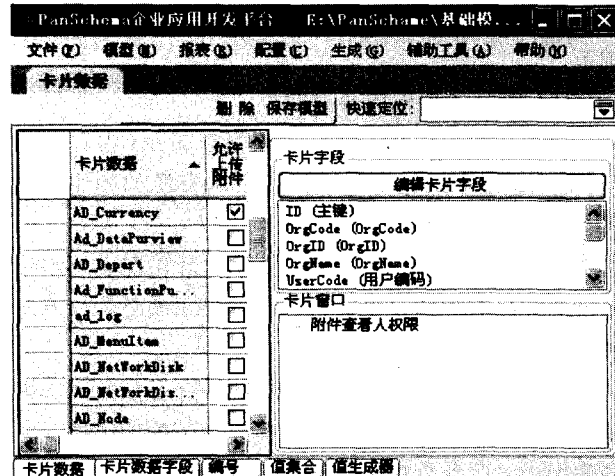 PanSchema企业应用开发平台 E:\PanSchame\基础模...
文件(F) 模型(M) 报表(R) 配置(C) 生成(G) 辅助工具(A) 帮助(H)
卡片数据
删 除 保存模型 快速定位:
卡片数据 允许上传附件
AD_Currency
Ad_DataPurview
AD_Depart
Ad_FunctionPu...
ad_log
AD_MenuItem
AD_NetWorkDisk
AD_NetWorkDis...
AD_Node
卡片字段
编辑卡片字段
ID (主键)
OrgCode (OrgCode)
OrgID (OrgID)
OrgName (OrgName)
UserCode (用户编码)
卡片窗口
附件查看人权限
卡片数据 卡片数据字段 编号 值集合 值生成器